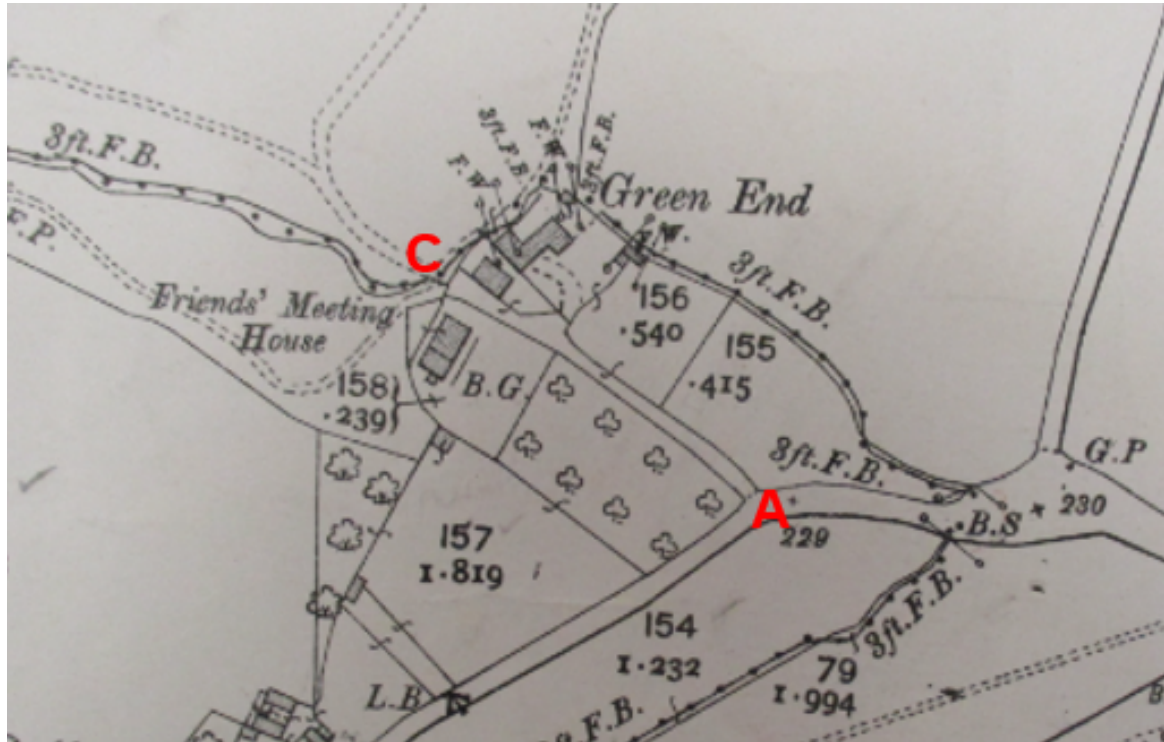 3ft. F.B.
F.P.
3ft. F.B.
F.W.
F.W.
3ft. F.B.
Green End
C
F.W.
3ft. F.B.
Friends' Meeting
House
156
·540
155
·415
158
·239
B.G.
3ft. F.B.
G.P
A
229
B.S
230
157
1·819
154
1·232
3ft. F.B.
79
1·994
L.B
3ft. F.B.
B